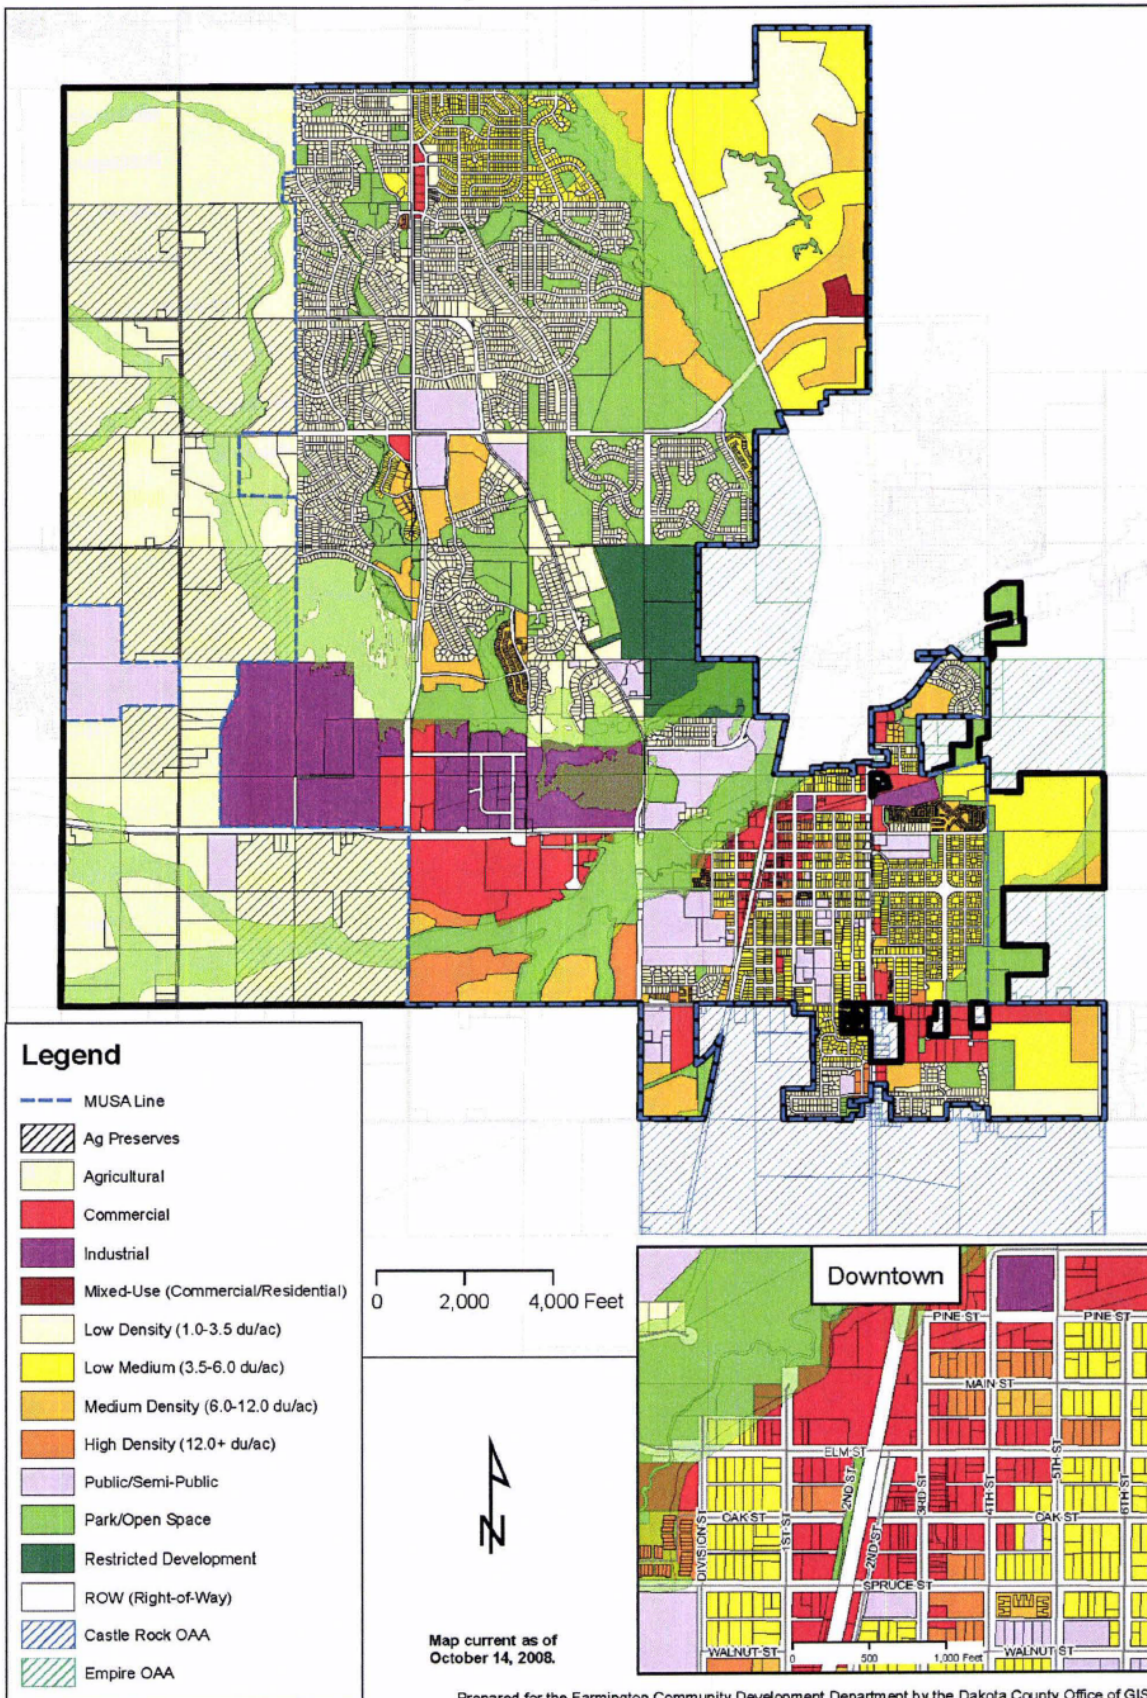 Legend
MUSA Line
Ag Preserves
Agricultural
Commercial
Industrial
Mixed-Use (Commercial/Residential)
Low Density (1.0-3.5 du/ac)
Low Medium (3.5-6.0 du/ac)
Medium Density (6.0-12.0 du/ac)
High Density (12.0+ du/ac)
Public/Semi-Public
Park/Open Space
Restricted Development
ROW (Right-of-Way)
Castle Rock OAA
Empire OAA
0 2,000 4,000 Feet
N
Map current as of
October 14, 2008.
Downtown
PINE ST PINE ST
MAIN ST
ELM ST
DIVISION ST
1ST ST
2ND ST
2ND ST
3RD ST
4TH ST
5TH ST
6TH ST
OAK ST OAK ST
SPRUCE ST
WALNUT ST WALNUT ST
0 500 1,000 Feet
Prepared for the Farmington Community Development Department by the Dakota County Office of GIS